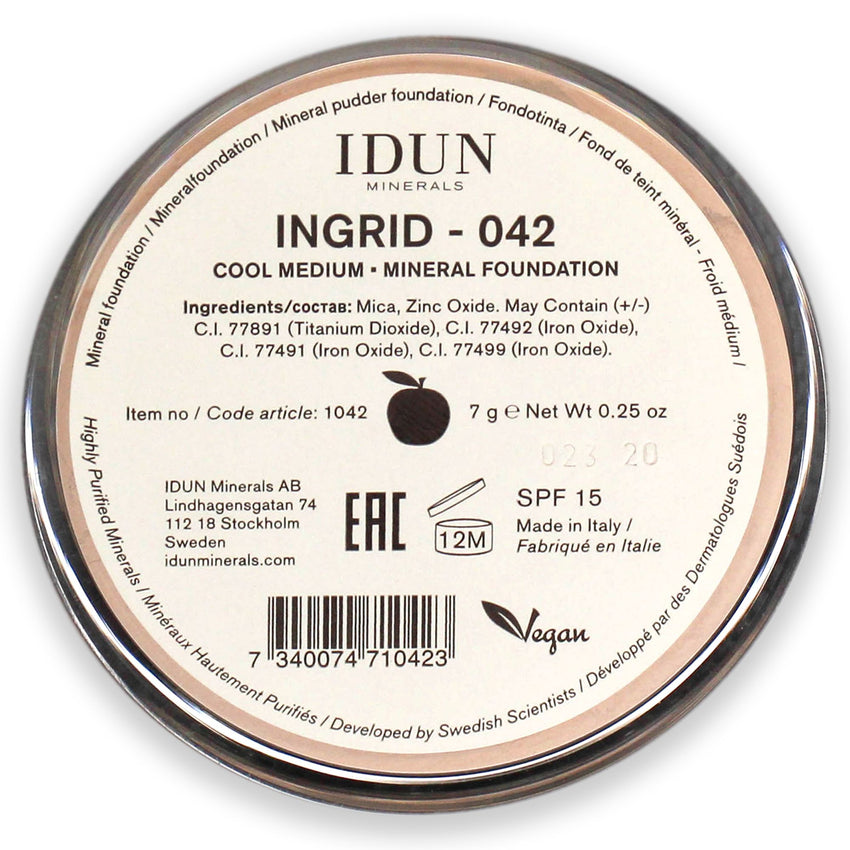 Mineral foundation / Mineralfoundation / Mineral pudder foundation / Fondotinta / Fond de teint minéral - Froid médium /
IDUN
MINERALS
INGRID - 042
COOL MEDIUM ▪ MINERAL FOUNDATION
Ingredients/состав: Mica, Zinc Oxide. May Contain (+/-)
C.I. 77891 (Titanium Dioxide), C.I. 77492 (Iron Oxide),
C.I. 77491 (Iron Oxide), C.I. 77499 (Iron Oxide).
Item no / Code article: 1042
7 g ℮ Net Wt 0.25 oz
023 20
IDUN Minerals AB
Lindhagensgatan 74
112 18 Stockholm
Sweden
idunminerals.com
EAC
12M
SPF 15
Made in Italy /
Fabriqué en Italie
7 340074 710423
Vegan
Highly Purified Minerals / Minéraux Hautement Purifiés / Developed by Swedish Scientists / Développé par des Dermatologues Suédois